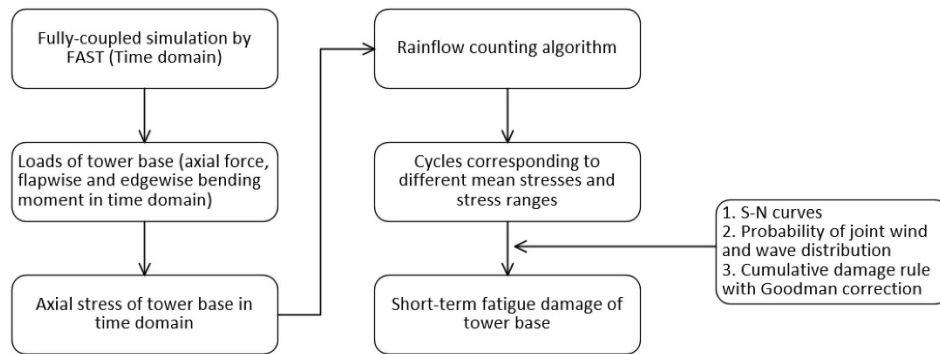 Fully-coupled simulation by
FAST (Time domain)
Loads of tower base (axial force,
flapwise and edgewise bending
moment in time domain)
Axial stress of tower base in
time domain
Rainflow counting algorithm
Cycles corresponding to
different mean stresses and
stress ranges
1. S-N curves
2. Probability of joint wind
and wave distribution
3. Cumulative damage rule
with Goodman correction
Short-term fatigue damage of
tower base